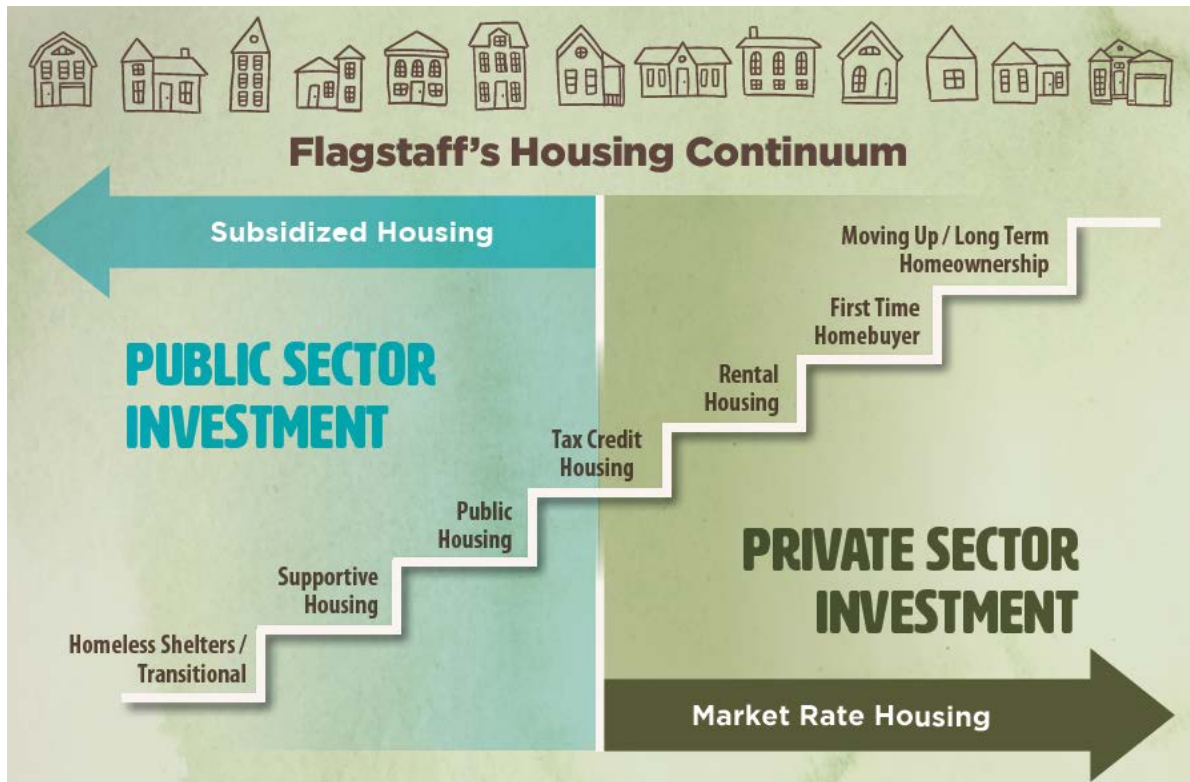 Flagstaff's Housing Continuum
Subsidized Housing
PUBLIC SECTOR
INVESTMENT
Homeless Shelters /
Transitional
Supportive
Housing
Public
Housing
Tax Credit
Housing
Rental
Housing
First Time
Homebuyer
Moving Up / Long Term
Homeownership
PRIVATE SECTOR
INVESTMENT
Market Rate Housing